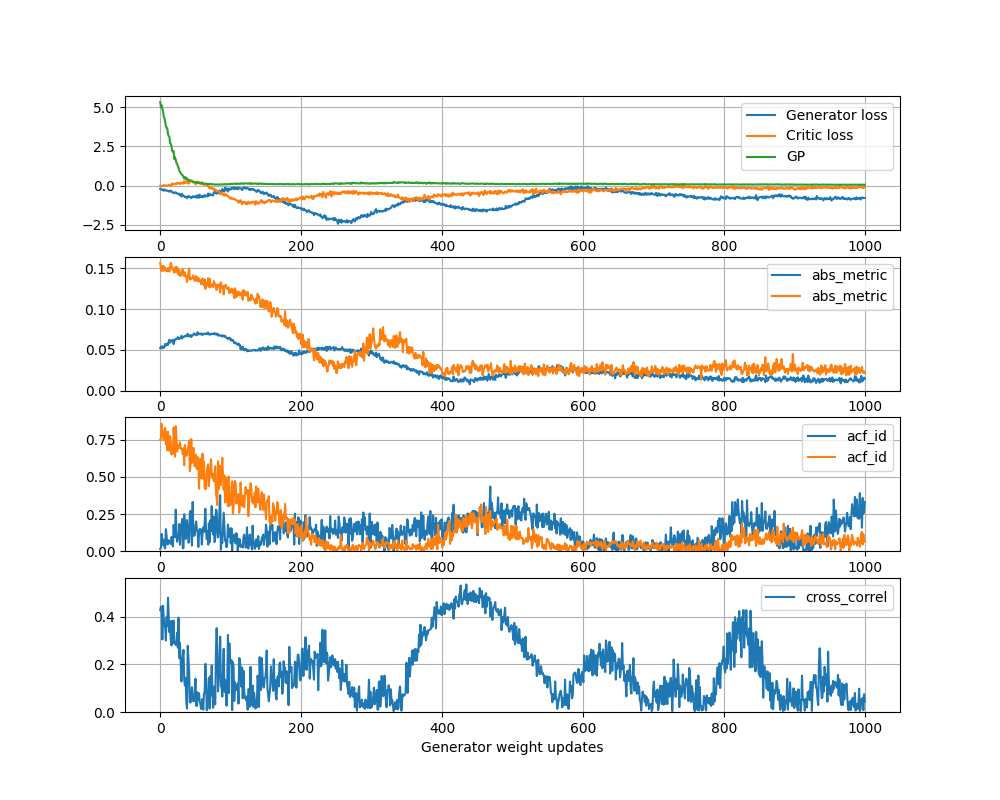 5.0
2.5
0.0
−2.5
Generator loss
Critic loss
GP
0 200 400 600 800 1000
0.15
0.10
0.05
0.00
abs_metric
abs_metric
0 200 400 600 800 1000
0.75
0.50
0.25
0.00
acf_id
acf_id
0 200 400 600 800 1000
0.4
0.2
0.0
cross_correl
0 200 400 600 800 1000
Generator weight updates